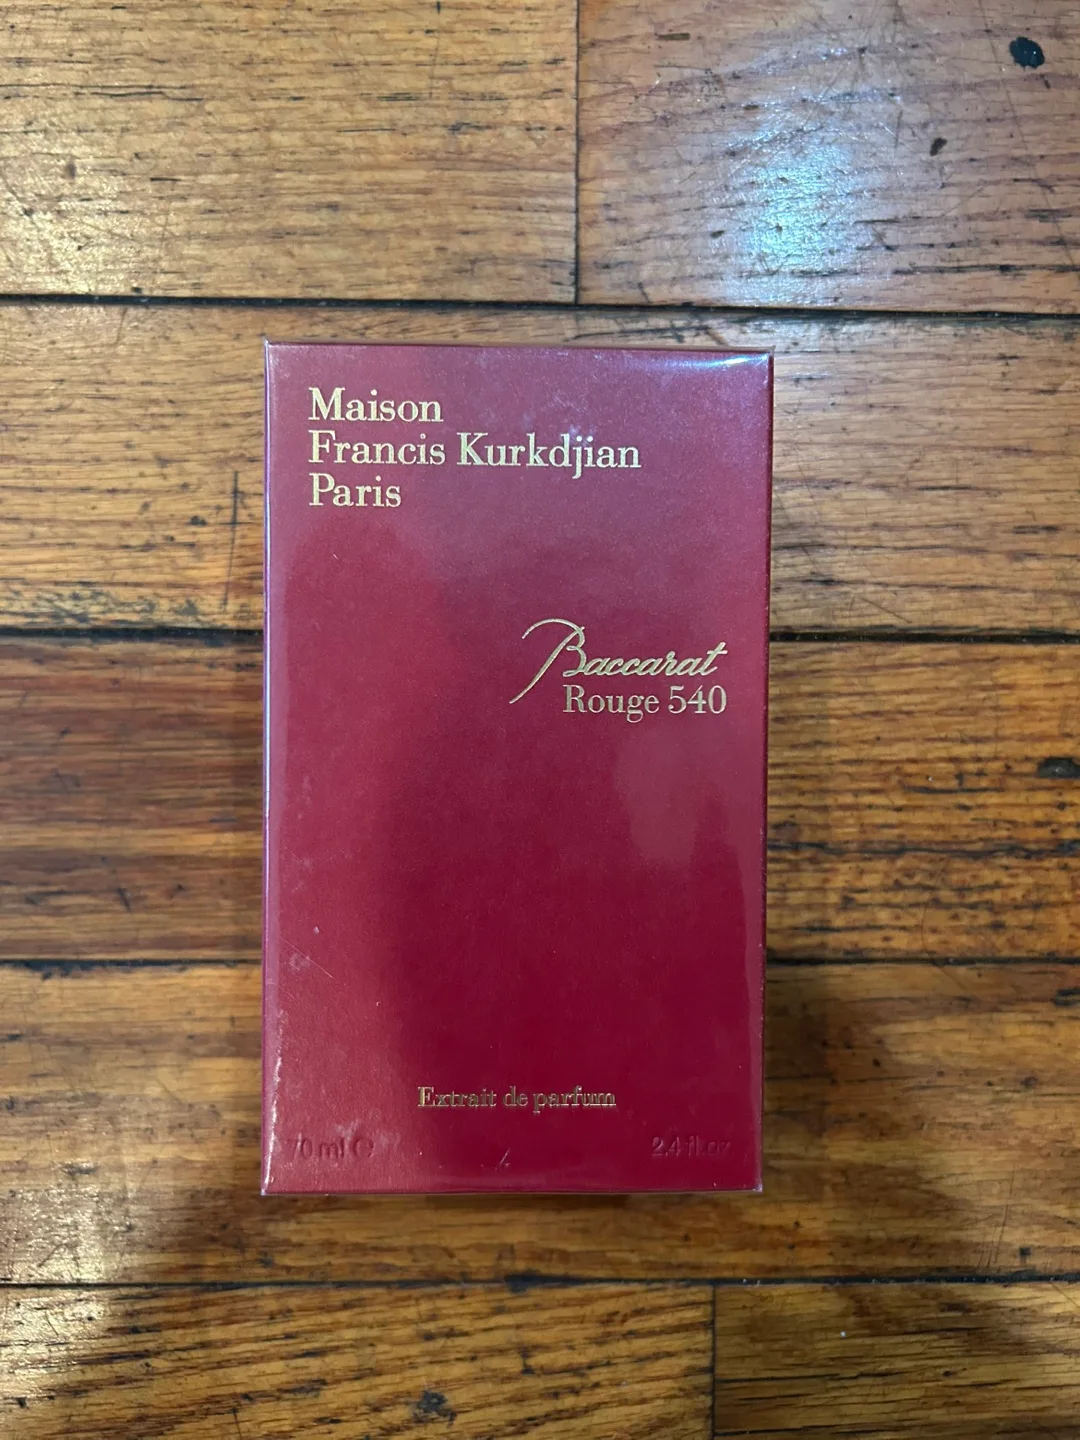 Maison
Francis Kurkdjian
Paris
Baccarat
Rouge 540
Extrait de parfum
70 ml ℮
2.4 fl.oz